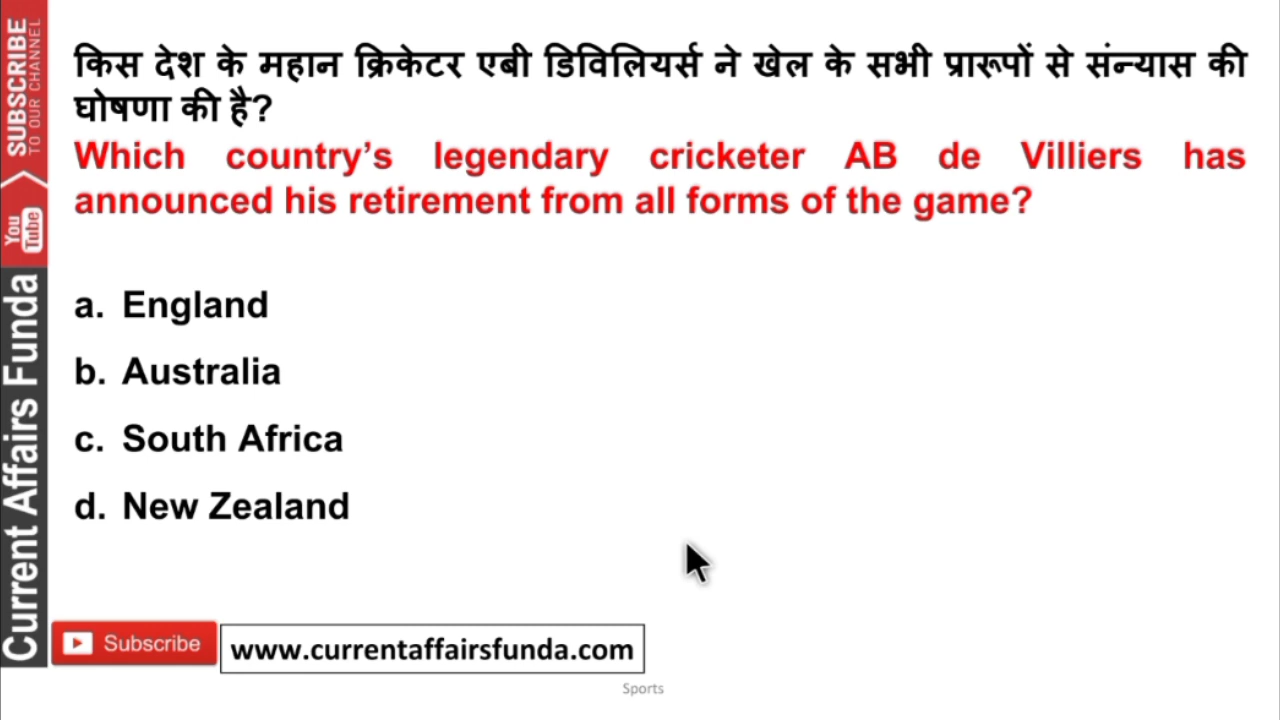 किस देश के महान क्रिकेटर एबी डिविलियर्स ने खेल के सभी प्रारूपों से संन्यास की
घोषणा की है?
Which country’s legendary cricketer AB de Villiers has
announced his retirement from all forms of the game?
a. England
b. Australia
c. South Africa
d. New Zealand
SUBSCRIBE
TO OUR CHANNEL
You
Tube
Current Affairs Funda
Subscribe
www.currentaffairsfunda.com
Sports